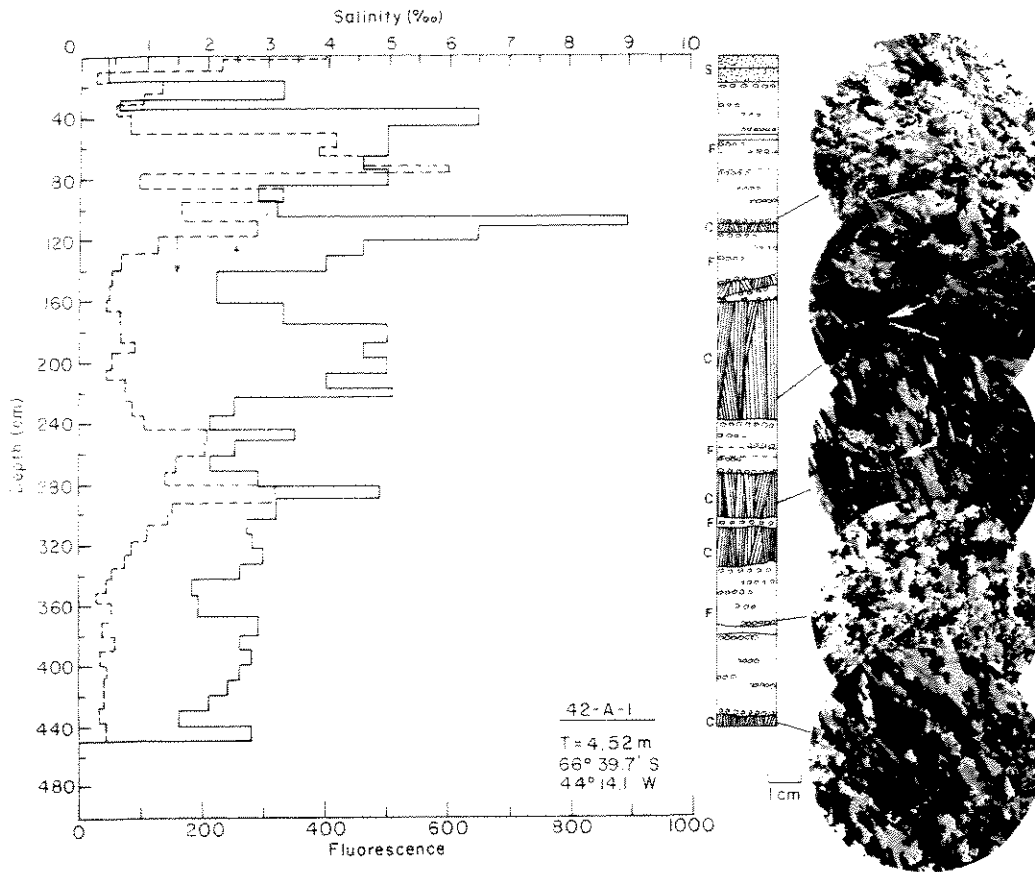 Salinity (‰)
0 1 2 3 4 5 6 7 8 9 10
40
80
120
160
200
240
280
320
360
400
440
480
Depth (cm)
0 200 400 600 800 1000
Fluorescence
42-A-1
T=4.52 m
66° 39.7' S
44° 14.1 W
S
F
C
F
C
F
C
F
C
F
C
1 cm